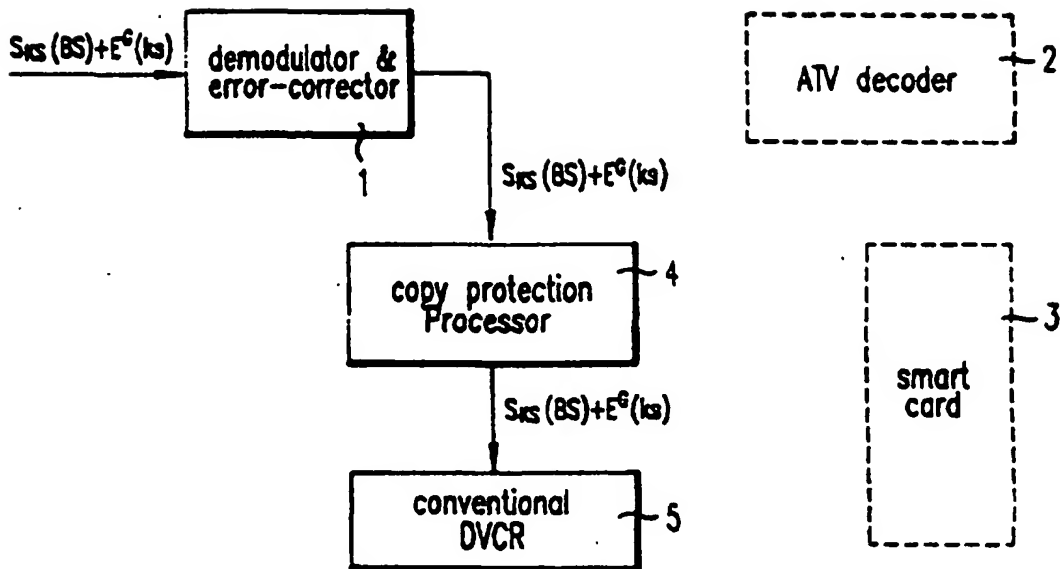 S_KS(BS)+E^G(ks)
demodulator &
error-corrector
1
ATV decoder
2
S_KS(BS)+E^G(ks)
copy protection
Processor
4
smart
card
3
S_KS(BS)+E^G(ks)
conventional
DVCR
5